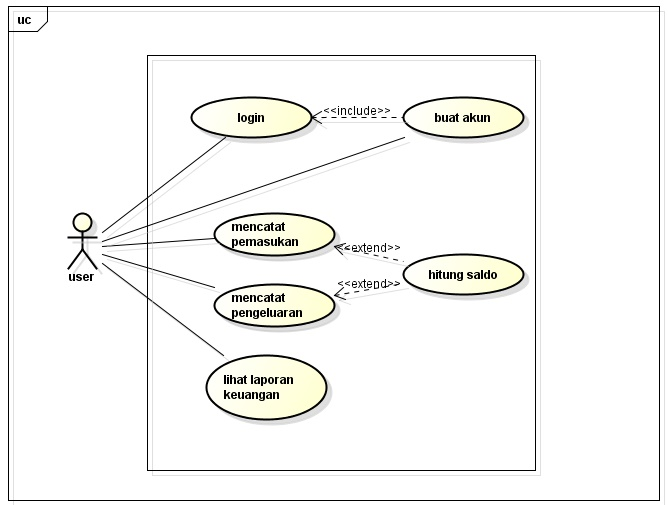 uc
login
<<include>>
buat akun
mencatat
pemasukan
<<extend>>
hitung saldo
user
<<extend>>
mencatat
pengeluaran
lihat laporan
keuangan